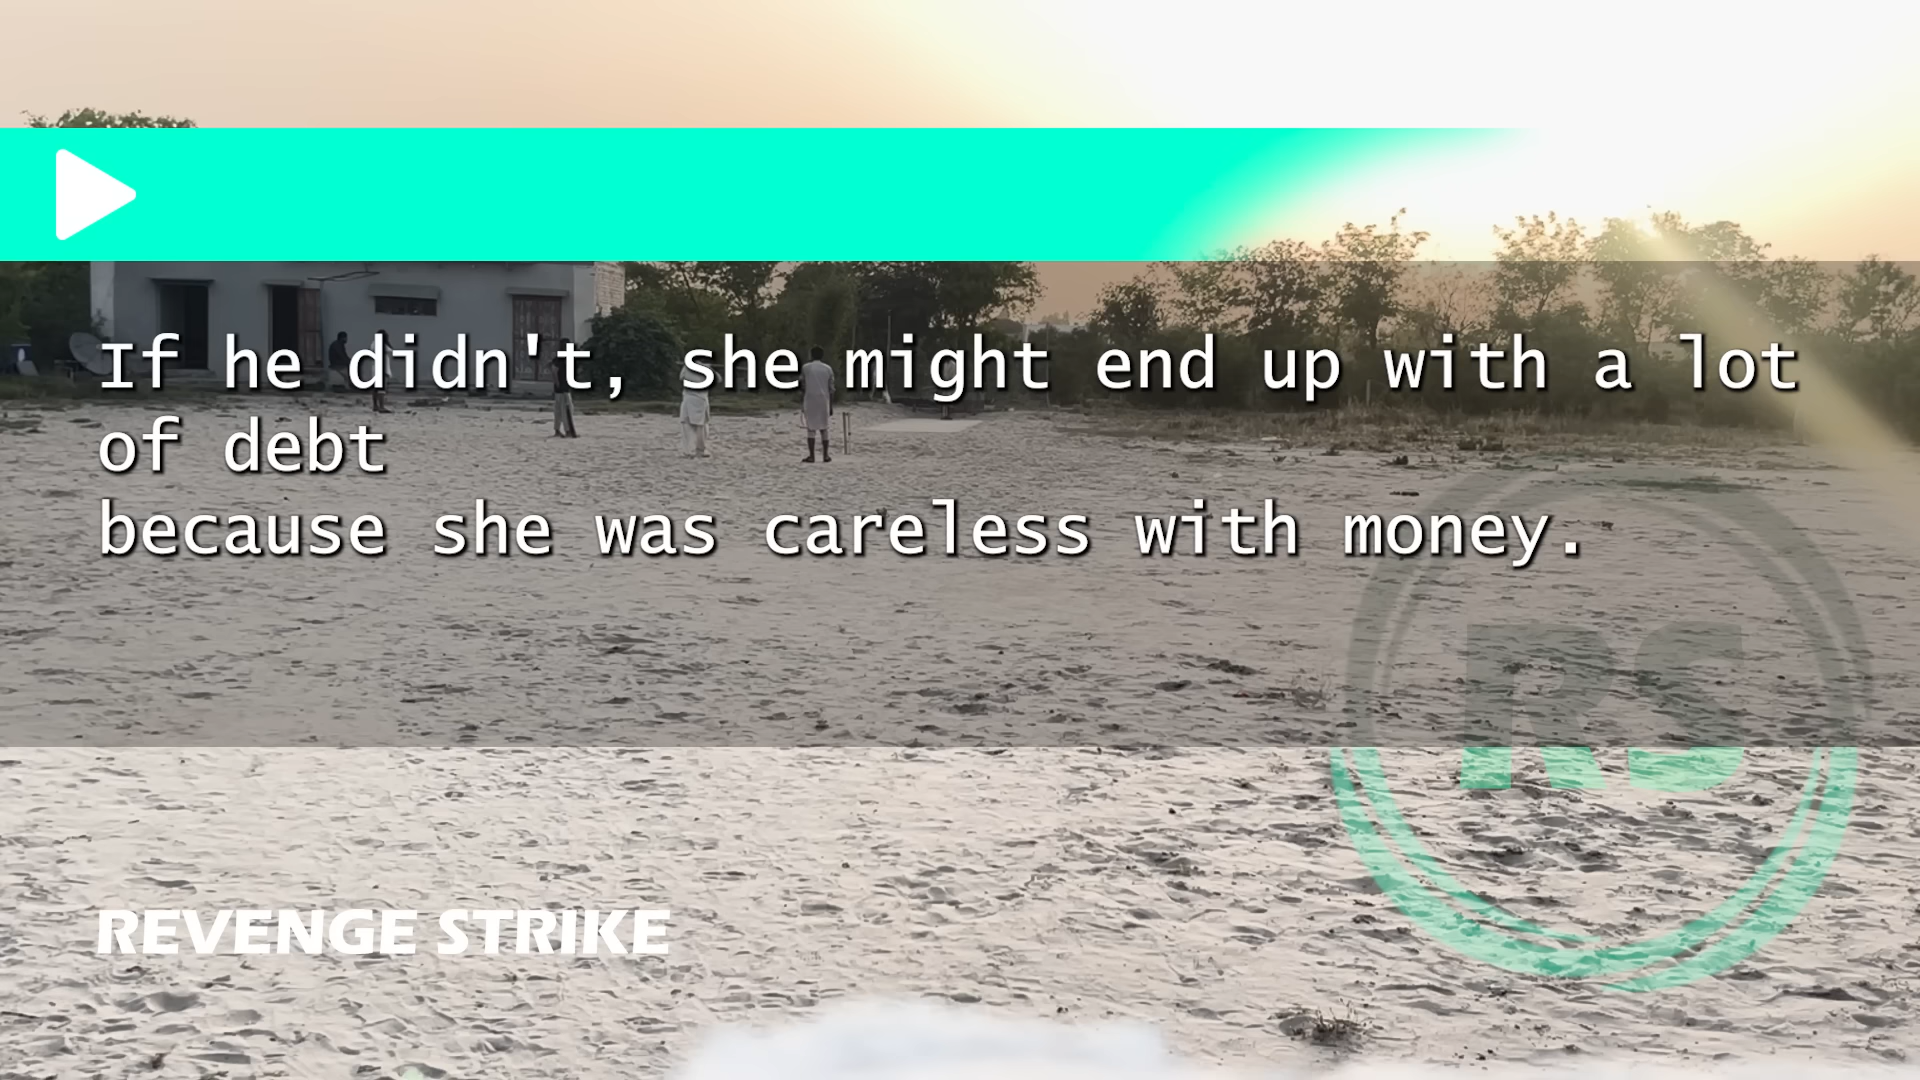 If he didn't, she might end up with a lot
of debt
because she was careless with money.
RS
REVENGE STRIKE